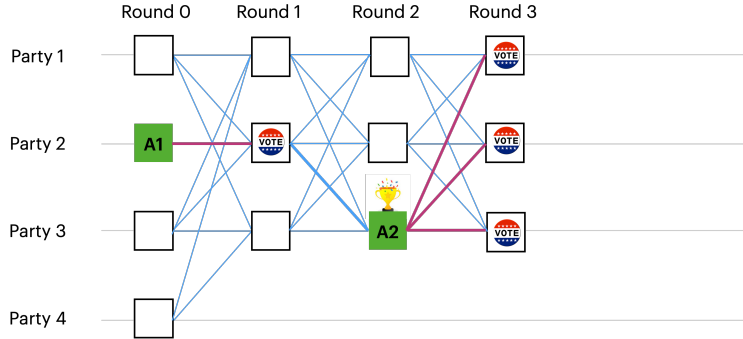 Round 0 Round 1 Round 2 Round 3
Party 1
VOTE
Party 2
A1
VOTE
VOTE
Party 3
A2
VOTE
Party 4